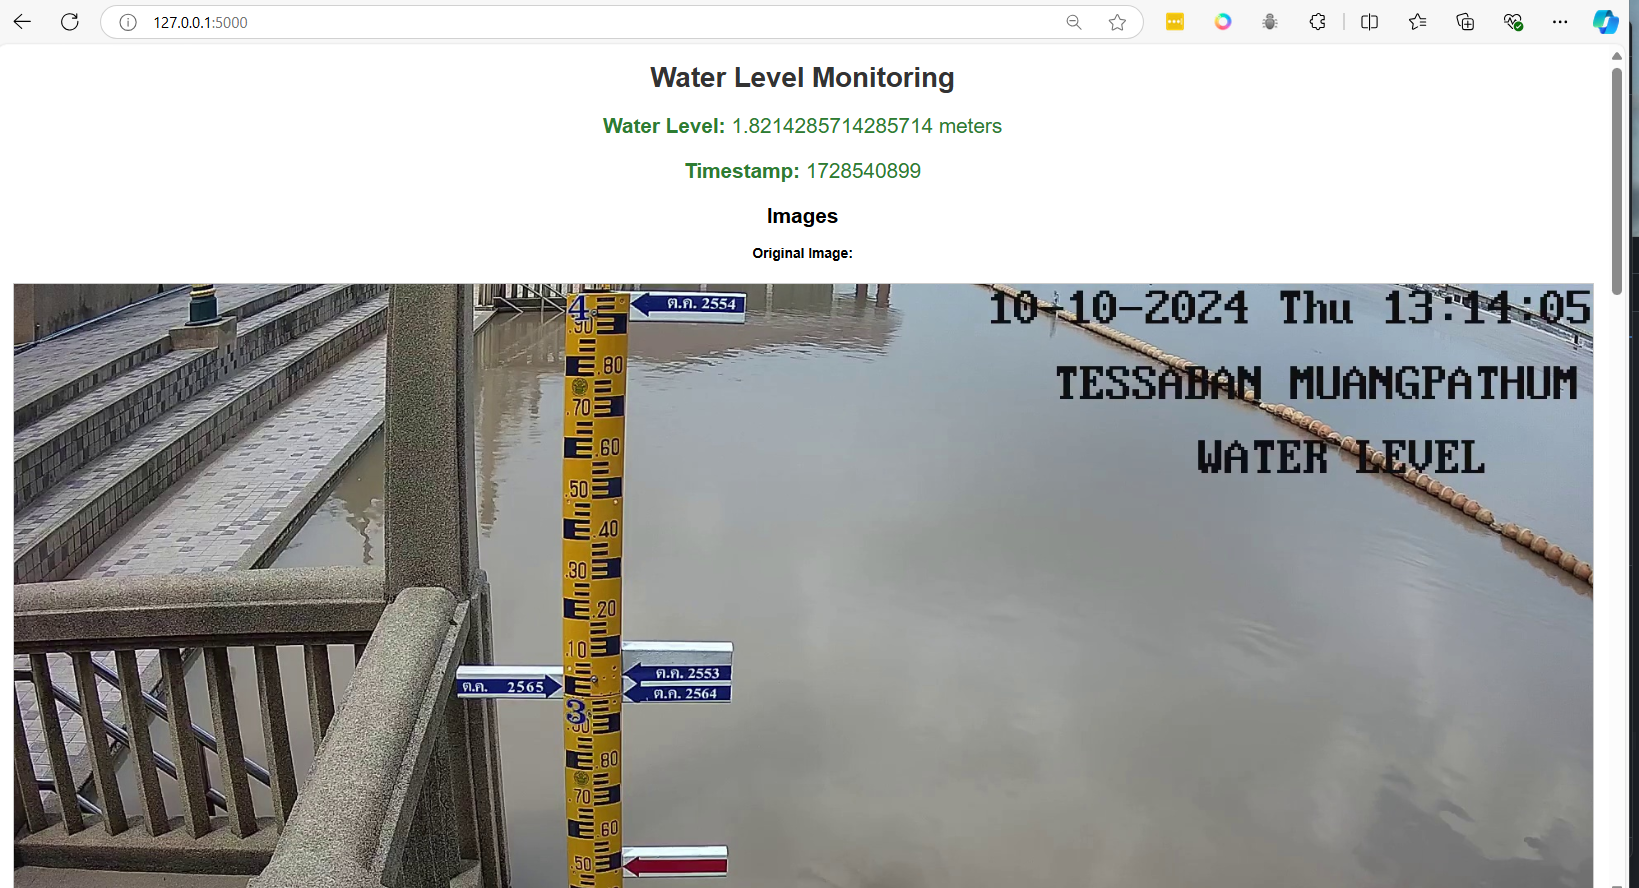 127.0.0.1:5000
Water Level Monitoring
Water Level: 1.8214285714285714 meters
Timestamp: 1728540899
Images
Original Image:
10-10-2024 Thu 13:14:05
TESSABAN MUANGPATHUM
WATER LEVEL
4
ต.ค. 2554
.90
.80
.70
.60
.50
.40
.30
.20
.10
ต.ค. 2553
ต.ค. 2565
ต.ค. 2564
3
.90
.80
.70
.60
.50